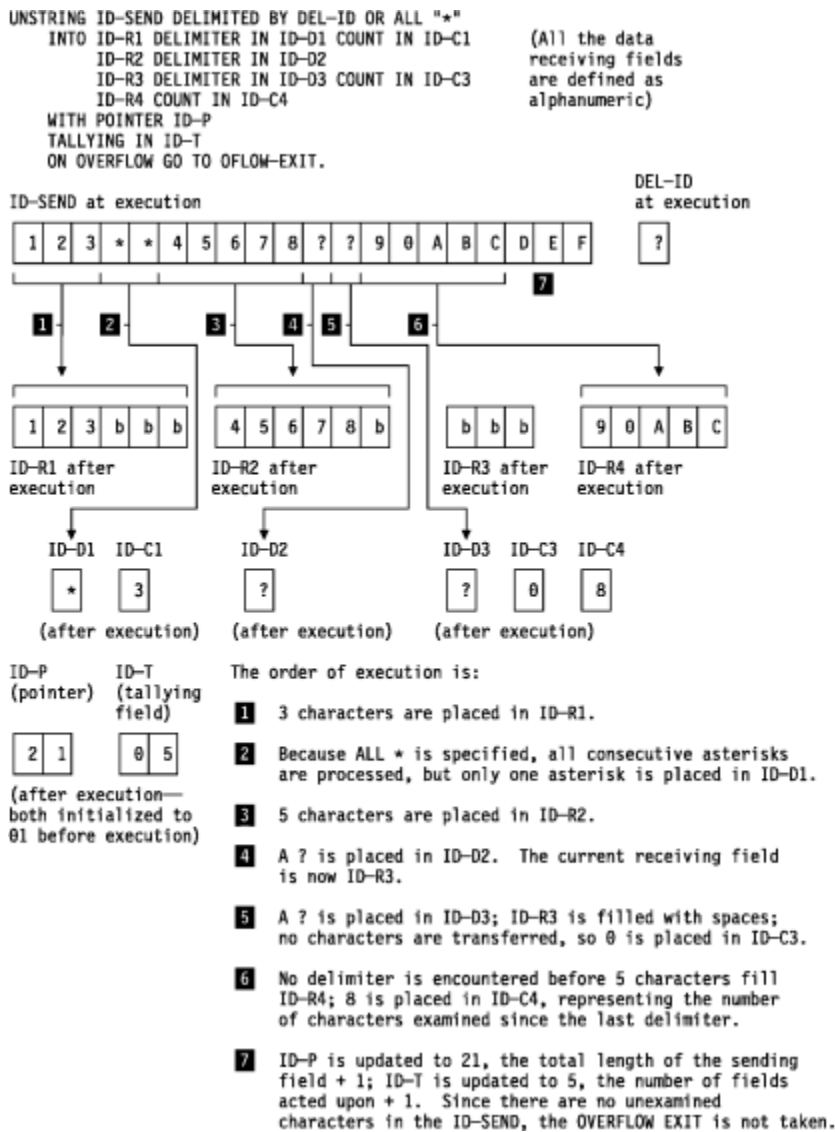 UNSTRING ID-SEND DELIMITED BY DEL-ID OR ALL "*"
INTO ID-R1 DELIMITER IN ID-D1 COUNT IN ID-C1 (All the data
ID-R2 DELIMITER IN ID-D2 receiving fields
ID-R3 DELIMITER IN ID-D3 COUNT IN ID-C3 are defined as
ID-R4 COUNT IN ID-C4 alphanumeric)
WITH POINTER ID-P
TALLYING IN ID-T
ON OVERFLOW GO TO OFLOW-EXIT.
DEL-ID
ID-SEND at execution at execution
1 2 3 * * 4 5 6 7 8 ? ? 9 0 A B C D E F ?
7
1 2 3 4 5 6
1 2 3 b b b 4 5 6 7 8 b b b b 9 0 A B C
ID-R1 after ID-R2 after ID-R3 after ID-R4 after
execution execution execution execution
ID-D1 ID-C1 ID-D2 ID-D3 ID-C3 ID-C4
* 3 ? ? 0 8
(after execution) (after execution) (after execution)
ID-P ID-T The order of execution is:
(pointer) (tallying
field)
1 3 characters are placed in ID-R1.
2 1 0 5
2 Because ALL * is specified, all consecutive asterisks
are processed, but only one asterisk is placed in ID-D1.
(after execution—
both initialized to
01 before execution)
3 5 characters are placed in ID-R2.
4 A ? is placed in ID-D2. The current receiving field
is now ID-R3.
5 A ? is placed in ID-D3; ID-R3 is filled with spaces;
no characters are transferred, so 0 is placed in ID-C3.
6 No delimiter is encountered before 5 characters fill
ID-R4; 8 is placed in ID-C4, representing the number
of characters examined since the last delimiter.
7 ID-P is updated to 21, the total length of the sending
field + 1; ID-T is updated to 5, the number of fields
acted upon + 1. Since there are no unexamined
characters in the ID-SEND, the OVERFLOW EXIT is not taken.